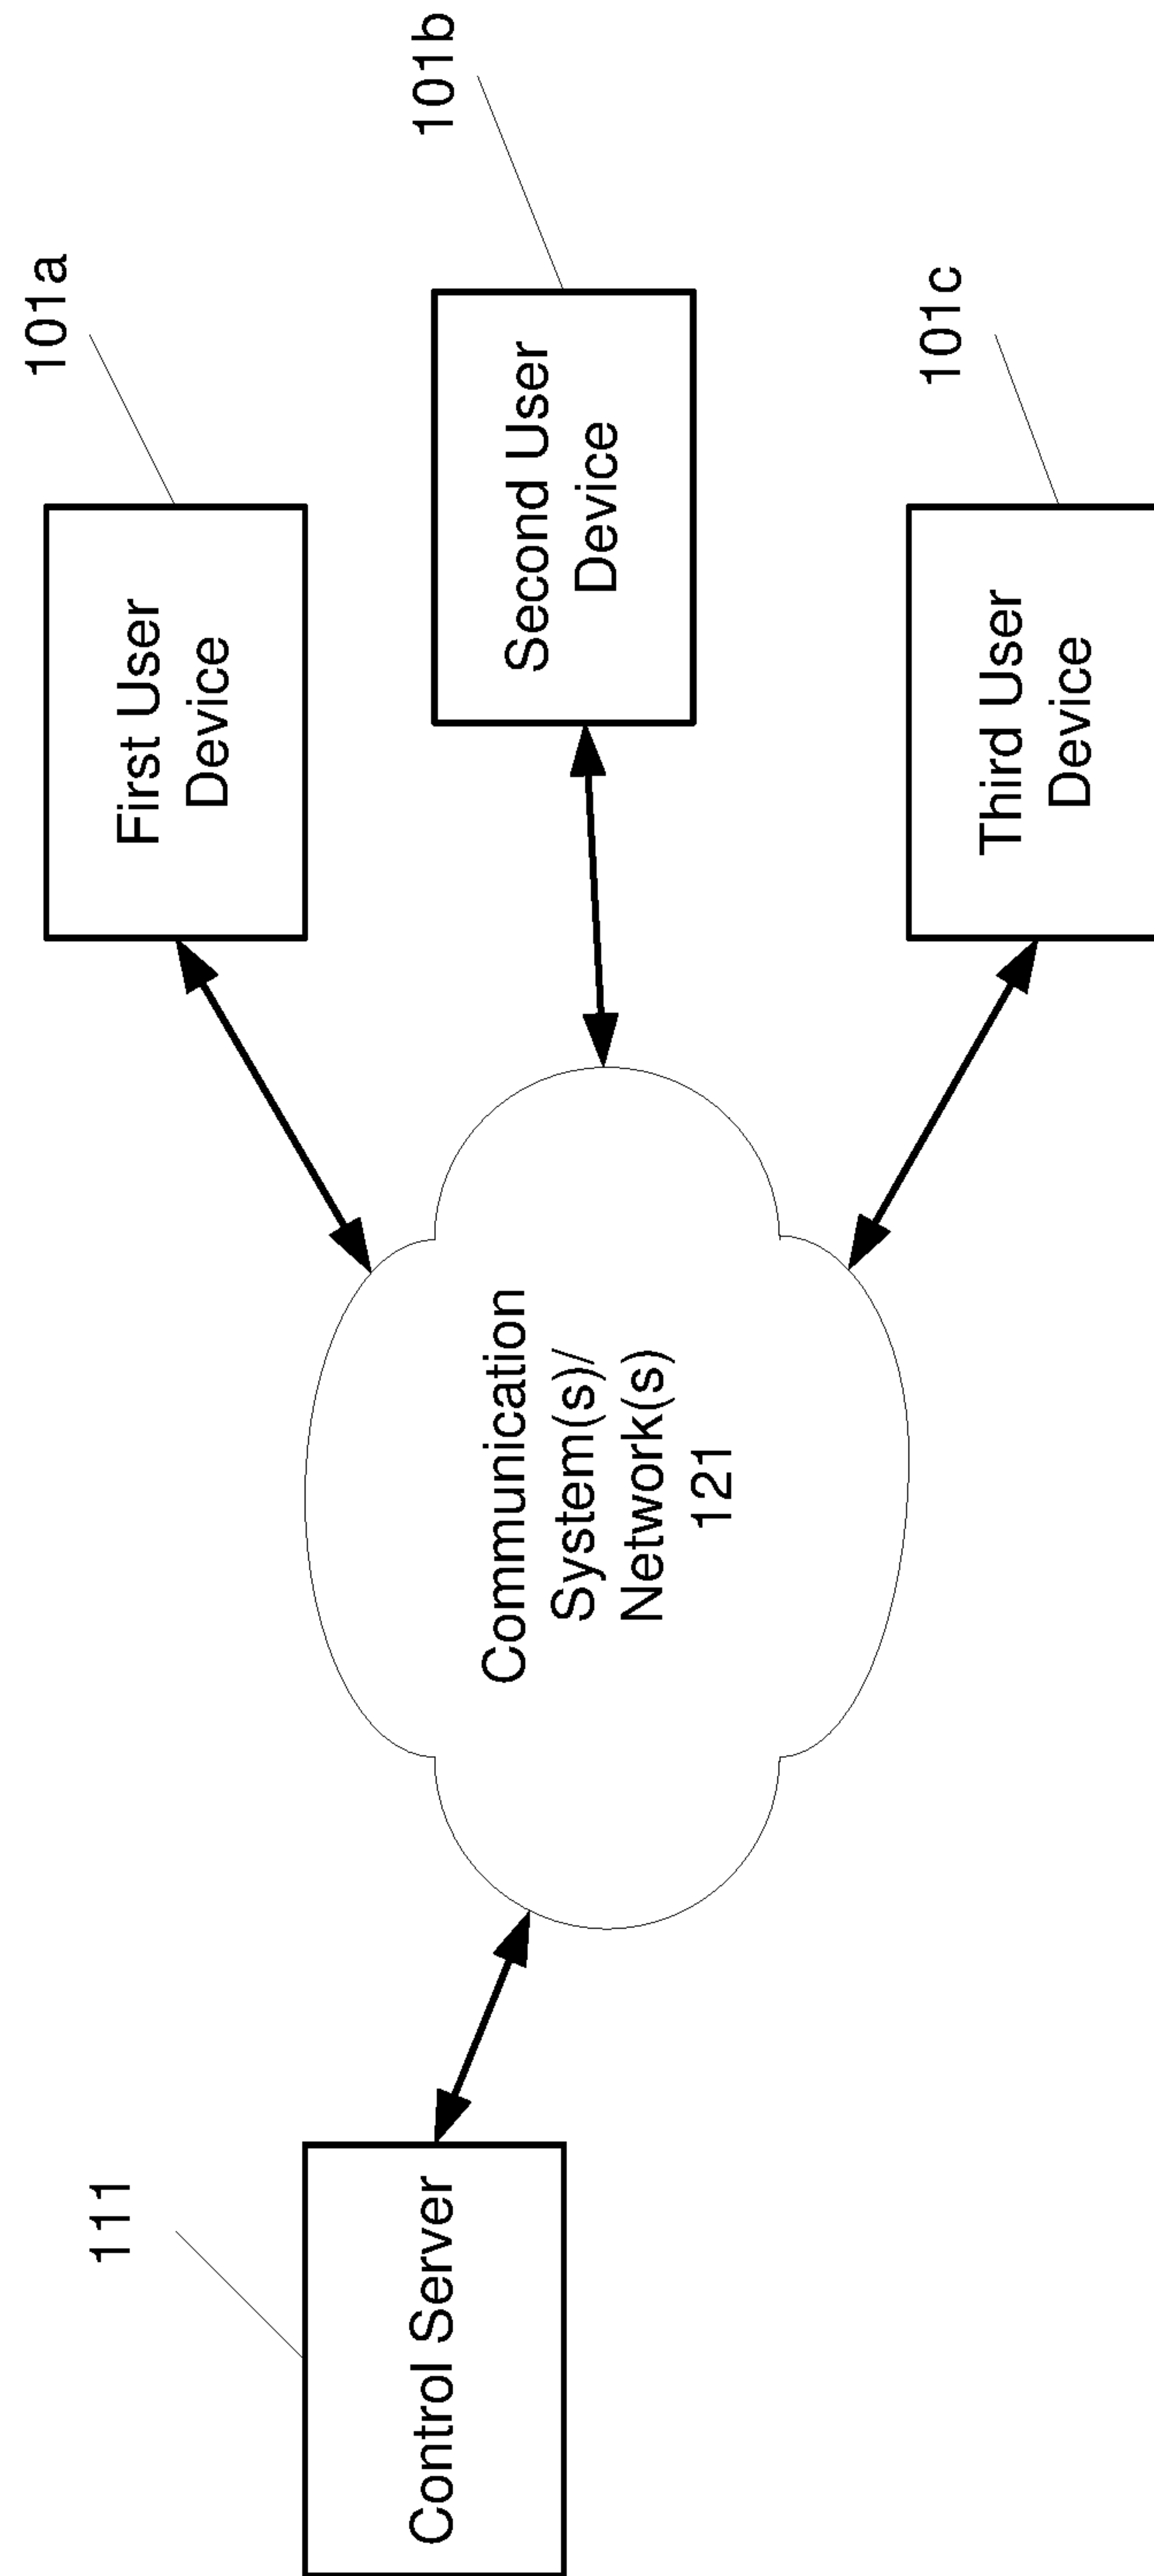 101a
First User
Device
101b
Second User
Device
111
Control Server
Communication
System(s)/
Network(s)
121
101c
Third User
Device